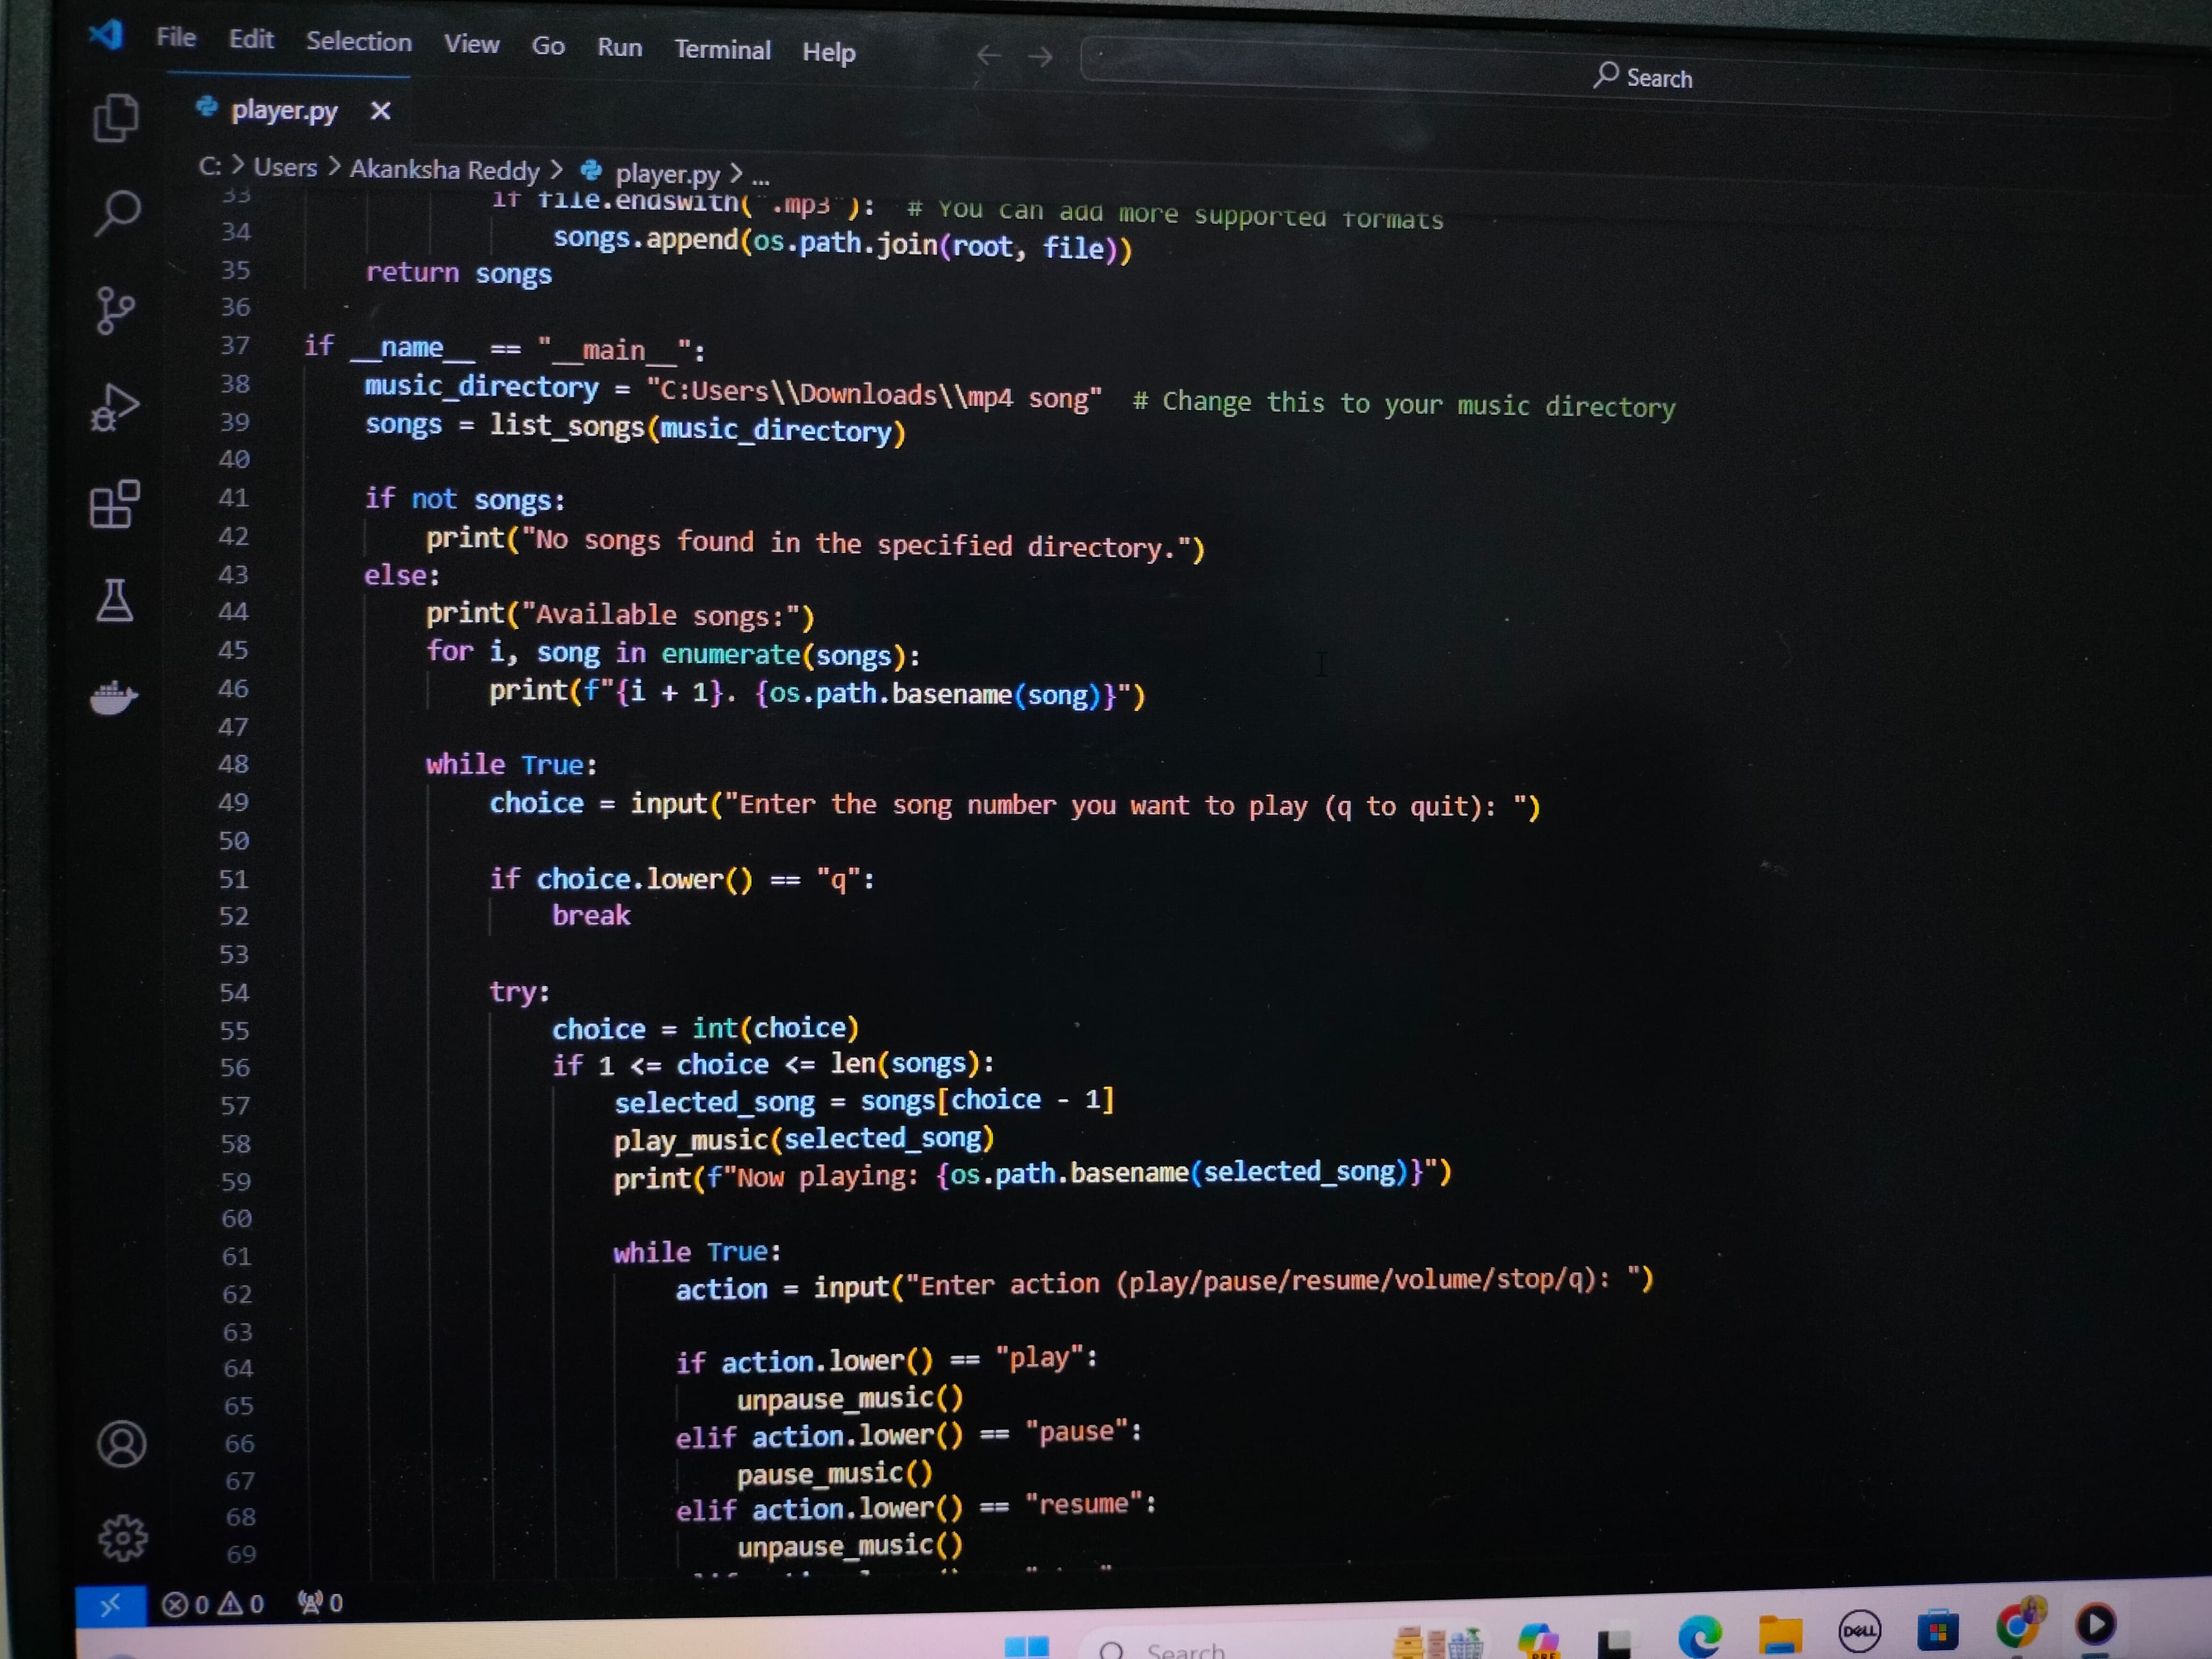 File Edit Selection View Go Run Terminal Help
Search
player.py
C: > Users > Akanksha Reddy > player.py > ...
33 if file.endswith(".mp3"): # You can add more supported formats
34 songs.append(os.path.join(root, file))
35 return songs
36
37 if __name__ == "__main__":
38 music_directory = "C:Users\\Downloads\\mp4 song" # Change this to your music directory
39 songs = list_songs(music_directory)
40
41 if not songs:
42 print("No songs found in the specified directory.")
43 else:
44 print("Available songs:")
45 for i, song in enumerate(songs):
46 print(f"{i + 1}. {os.path.basename(song)}")
47
48 while True:
49 choice = input("Enter the song number you want to play (q to quit): ")
50
51 if choice.lower() == "q":
52 break
53
54 try:
55 choice = int(choice)
56 if 1 <= choice <= len(songs):
57 selected_song = songs[choice - 1]
58 play_music(selected_song)
59 print(f"Now playing: {os.path.basename(selected_song)}")
60
61 while True:
62 action = input("Enter action (play/pause/resume/volume/stop/q): ")
63
64 if action.lower() == "play":
65 unpause_music()
66 elif action.lower() == "pause":
67 pause_music()
68 elif action.lower() == "resume":
69 unpause_music()
0 0 0
Search
PRE
DELL